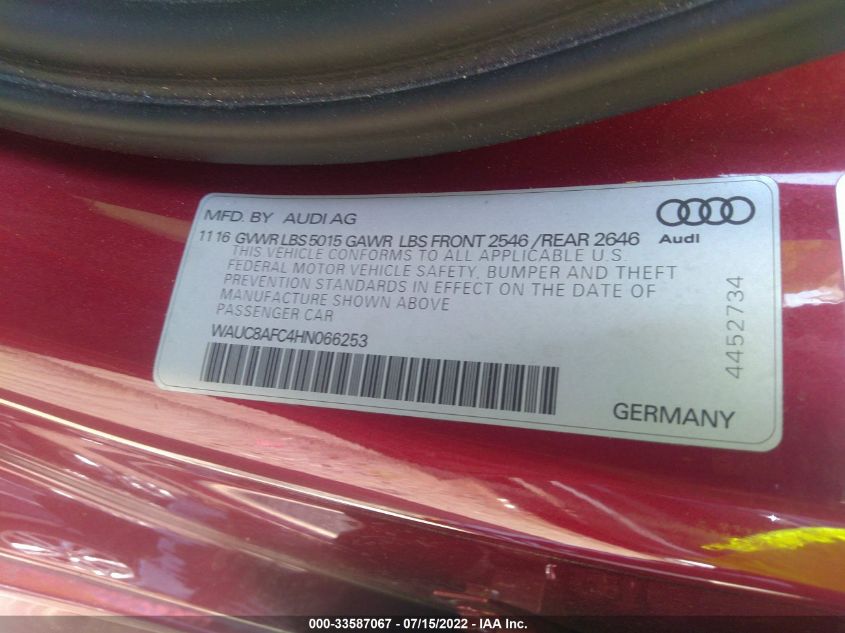 MFD. BY AUDI AG
11 16 GVWR LBS 5015 GAWR LBS FRONT 2546 /REAR 2646
THIS VEHICLE CONFORMS TO ALL APPLICABLE U.S.
FEDERAL MOTOR VEHICLE SAFETY, BUMPER AND THEFT
PREVENTION STANDARDS IN EFFECT ON THE DATE OF
MANUFACTURE SHOWN ABOVE
PASSENGER CAR
WAUC8AFC4HN066253
Audi
4452734
GERMANY
000-33587067 - 07/15/2022 - IAAI - Copart Inc.